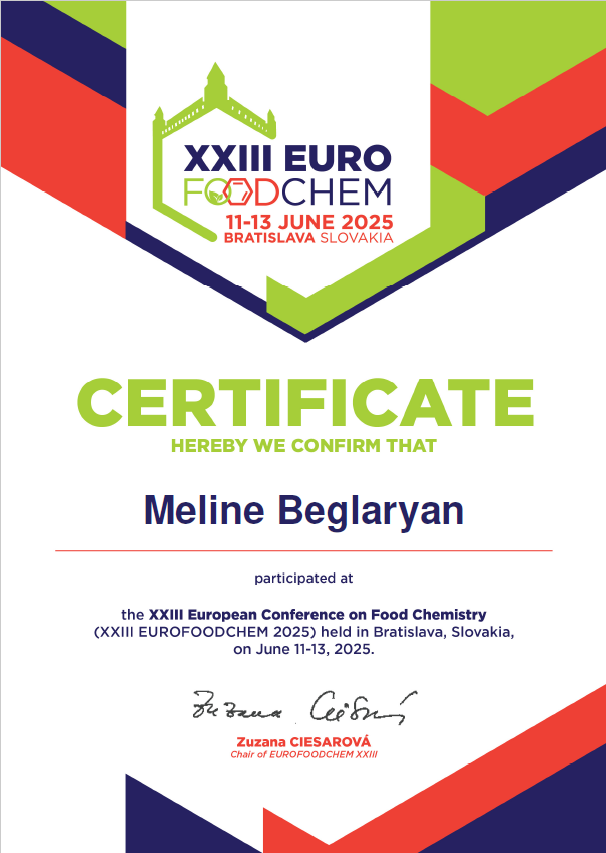 XXIII EURO
FOODCHEM
11-13 JUNE 2025
BRATISLAVA SLOVAKIA
CERTIFICATE
HEREBY WE CONFIRM THAT
Meline Beglaryan
participated at
the XXIII European Conference on Food Chemistry
(XXIII EUROFOODCHEM 2025) held in Bratislava, Slovakia,
on June 11-13, 2025.
Zuzana CIESAROVÁ
Chair of EUROFOODCHEM XXIII